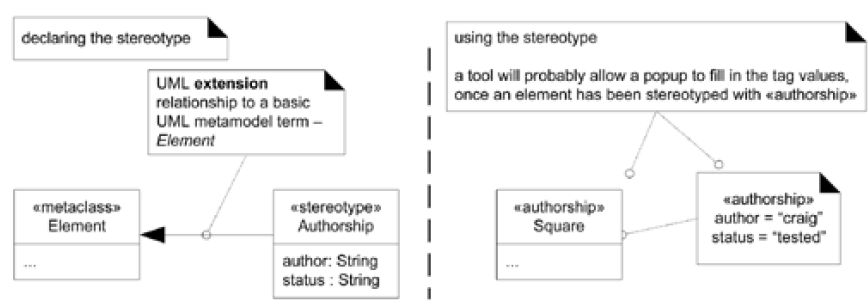 declaring the stereotype
UML extension
relationship to a basic
UML metamodel term –
Element
«metaclass»
Element
...
«stereotype»
Authorship
author: String
status : String
using the stereotype
a tool will probably allow a popup to fill in the tag values,
once an element has been stereotyped with «authorship»
«authorship»
Square
...
«authorship»
author = “craig”
status = “tested”